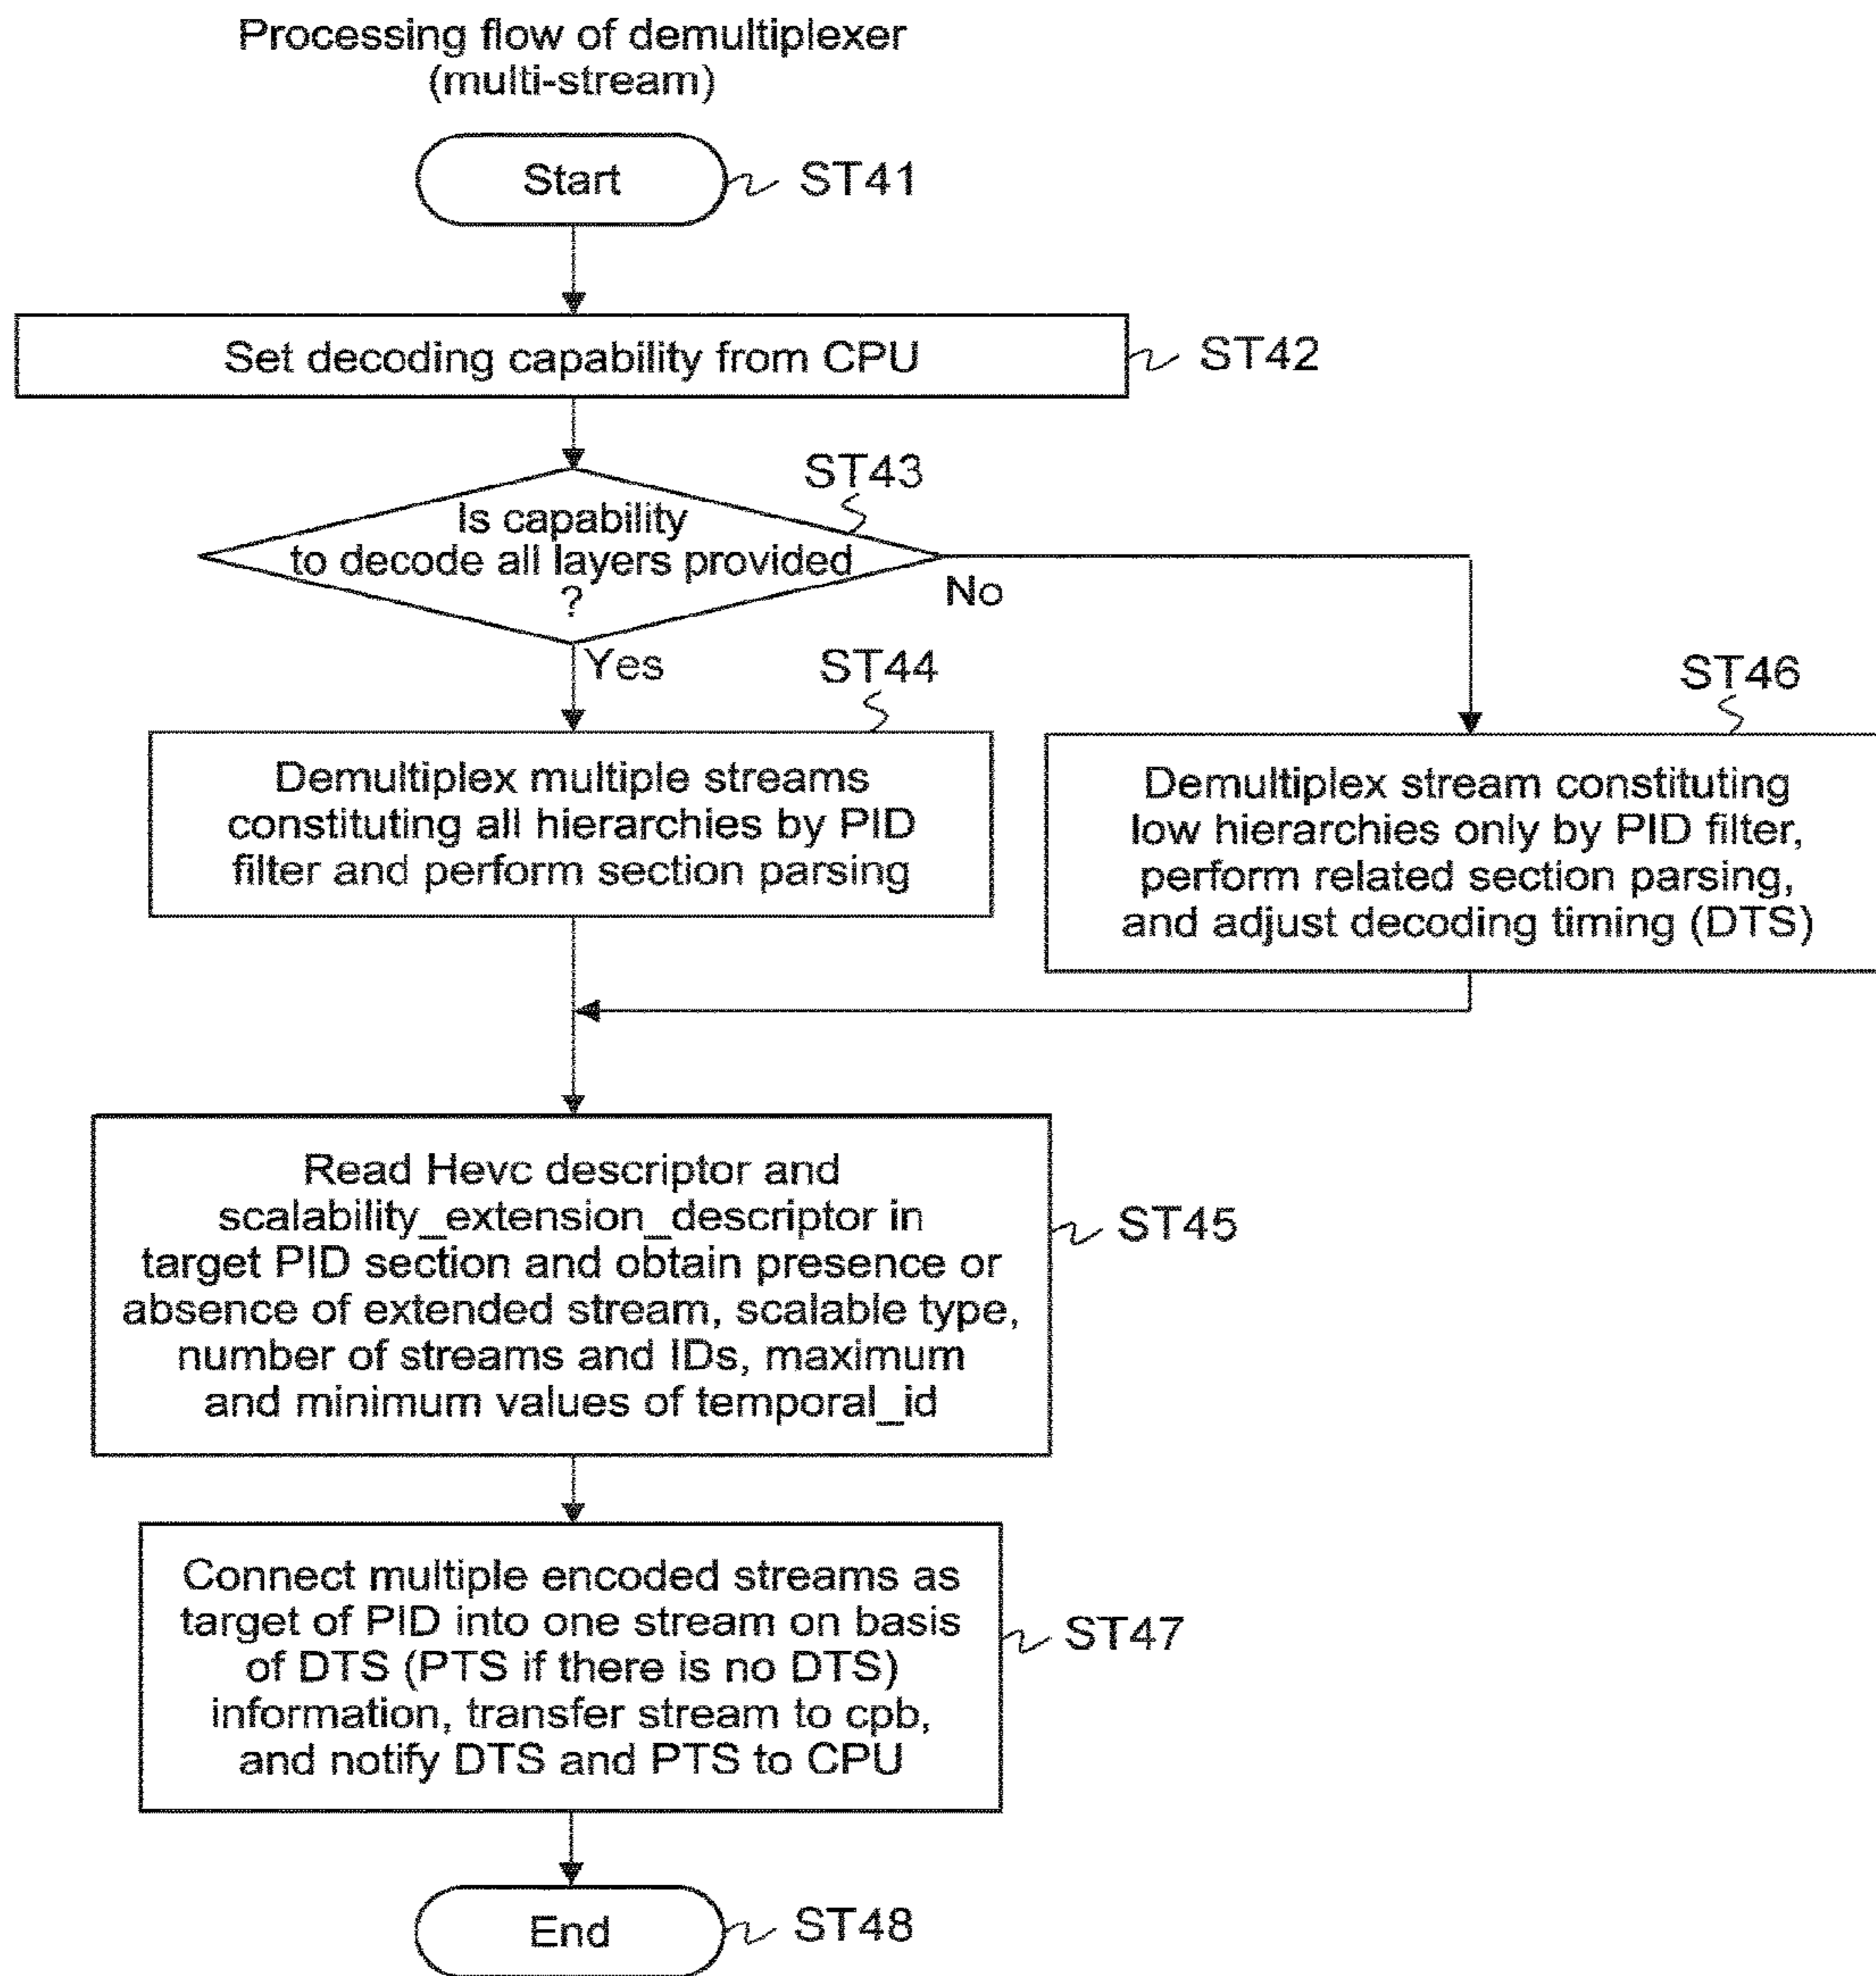 Processing flow of demultiplexer
(multi-stream)
Start
ST41
Set decoding capability from CPU
ST42
ST43
Is capability
to decode all layers provided
?
No
Yes
ST44
ST46
Demultiplex multiple streams
constituting all hierarchies by PID
filter and perform section parsing
Demultiplex stream constituting
low hierarchies only by PID filter,
perform related section parsing,
and adjust decoding timing (DTS)
Read Hevc descriptor and
scalability_extension_descriptor in
target PID section and obtain presence or
absence of extended stream, scalable type,
number of streams and IDs, maximum
and minimum values of temporal_id
ST45
Connect multiple encoded streams as
target of PID into one stream on basis
of DTS (PTS if there is no DTS)
information, transfer stream to cpb,
and notify DTS and PTS to CPU
ST47
End
ST48